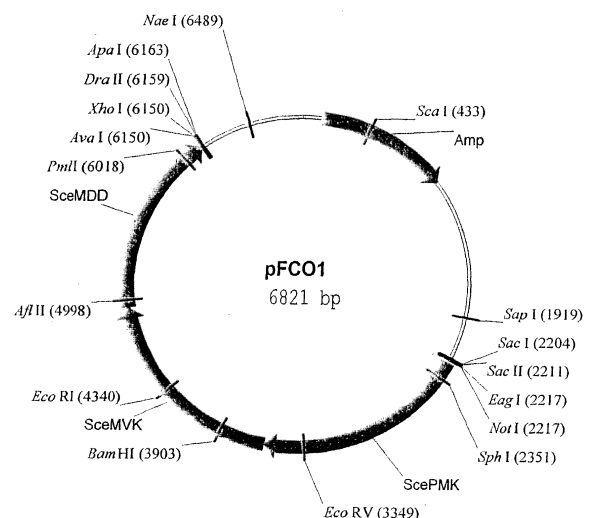 Nae I (6489)
Apa I (6163)
Dra II (6159)
Xho I (6150)
Ava I (6150)
PmlI (6018)
SceMDD
Sca I (433)
Amp
pFCO1
6821 bp
Afl II (4998)
Sap I (1919)
Sac I (2204)
Sac II (2211)
Eag I (2217)
Not I (2217)
Sph I (2351)
Eco RI (4340)
SceMVK
Bam HI (3903)
ScePMK
Eco RV (3349)